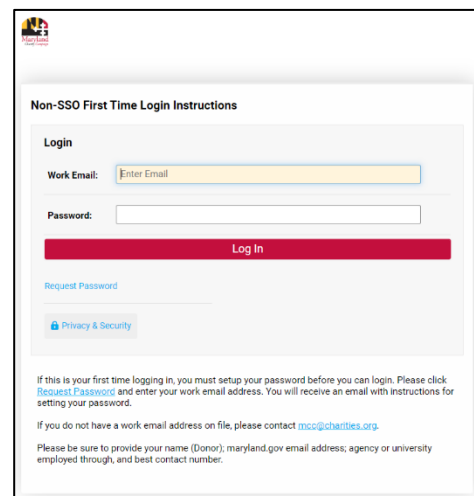 Maryland
Charity Campaign
Non-SSO First Time Login Instructions
Login
Work Email:
Enter Email
Password:
Log In
Request Password
Privacy & Security
If this is your first time logging in, you must setup your password before you can login. Please click
Request Password and enter your work email address. You will receive an email with instructions for
setting your password.
If you do not have a work email address on file, please contact mcc@charities.org.
Please be sure to provide your name (Donor); maryland.gov email address; agency or university
employed through, and best contact number.